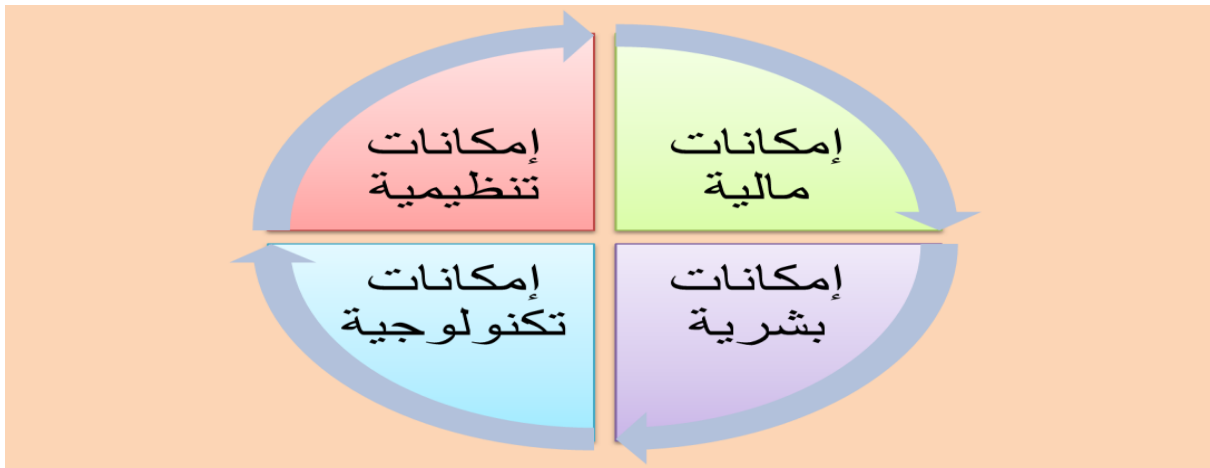 إمكانات
مالية
إمكانات
تنظيمية
إمكانات
بشرية
إمكانات
تكنولوجية